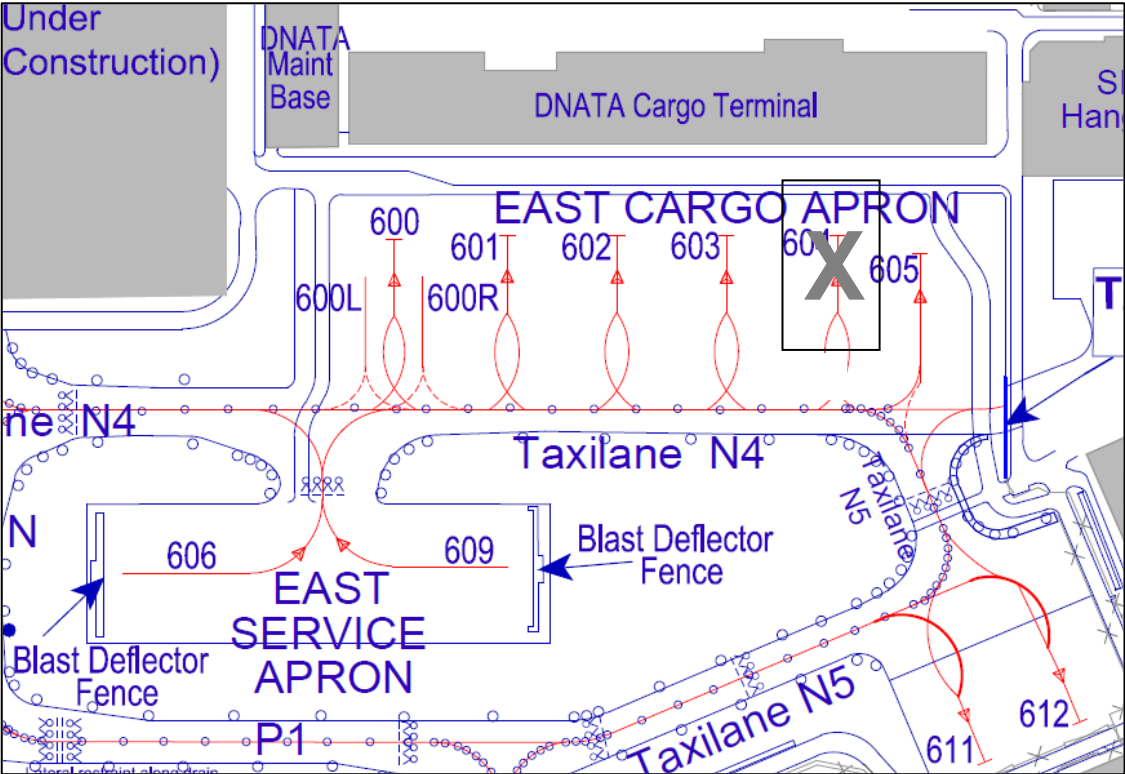 Under
Construction)
DNATA
Maint
Base
DNATA Cargo Terminal
EAST CARGO APRON
600
601
602
603
604
605
600L
600R
X
N4
Taxilane N4
Taxilane
N5
N
606
609
Blast Deflector
Fence
EAST
SERVICE
APRON
Blast Deflector
Fence
P1
Taxilane N5
611
612